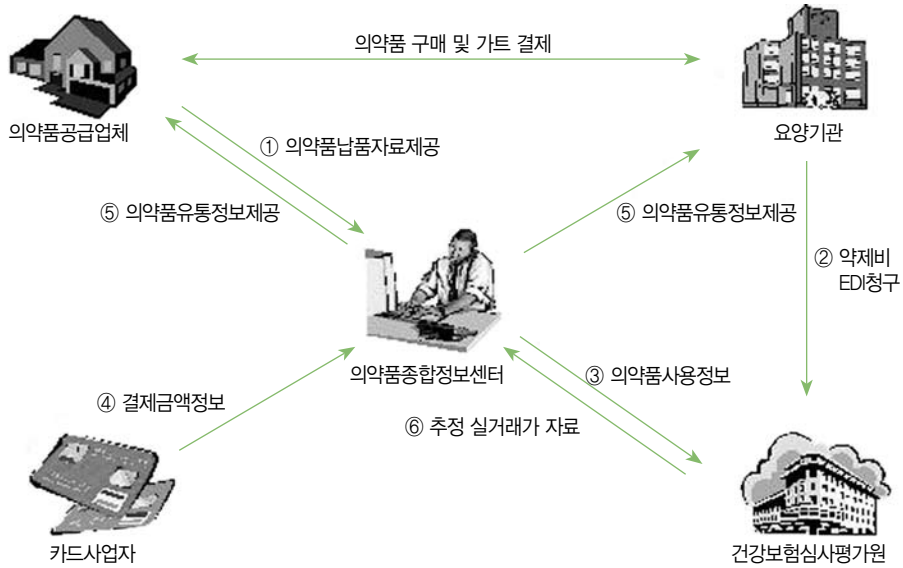 의약품 구매 및 가트 결제
의약품공급업체
요양기관
① 의약품납품자료제공
⑤ 의약품유통정보제공
⑤ 의약품유통정보제공
② 약제비
EDI청구
의약품종합정보센터
③ 의약품사용정보
④ 결제금액정보
⑥ 추정 실거래가 자료
카드사업자
건강보험심사평가원